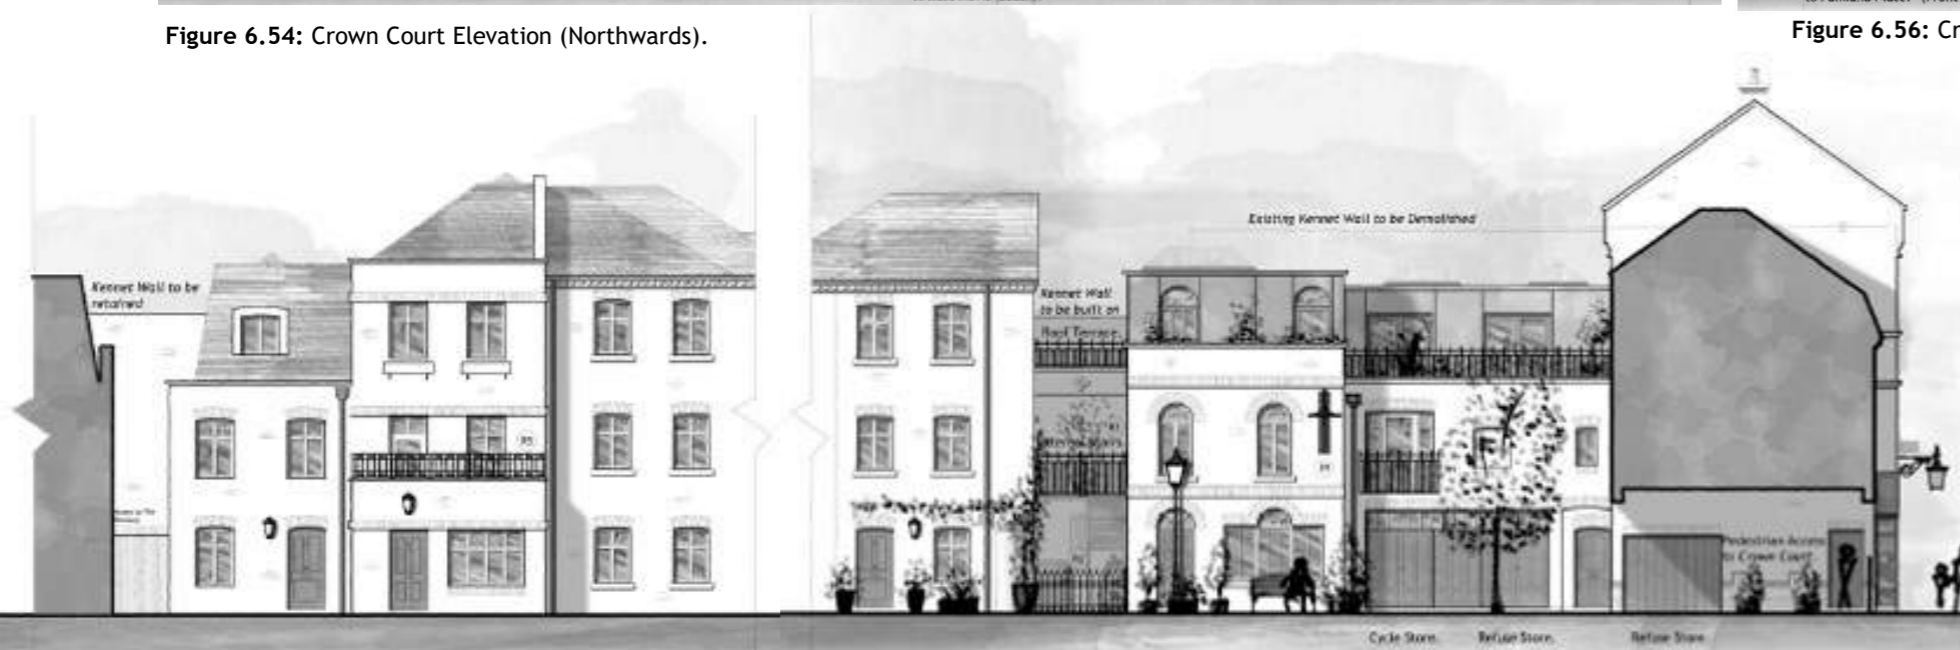 Figure 6.54: Crown Court Elevation (Northwards).
Figure 6.56: Cr
Kennet Wall to be
retained
Existing Kennet Wall to be Demolished
Kennet Wall
to be built on
Roof Terrace
Pedestrian Access
to Crown Court
Cycle Store.
Refuse Store.
Refuse Store